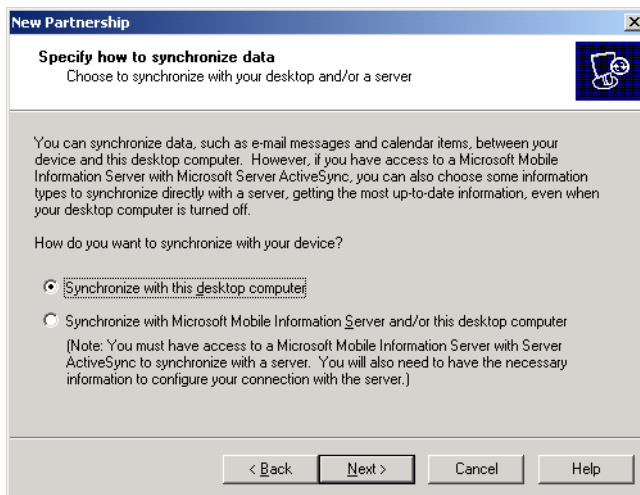 New Partnership
Specify how to synchronize data
Choose to synchronize with your desktop and/or a server
You can synchronize data, such as e-mail messages and calendar items, between your
device and this desktop computer. However, if you have access to a Microsoft Mobile
Information Server with Microsoft Server ActiveSync, you can also choose some information
types to synchronize directly with a server, getting the most up-to-date information, even when
your desktop computer is turned off.
How do you want to synchronize with your device?
Synchronize with this desktop computer
Synchronize with Microsoft Mobile Information Server and/or this desktop computer
(Note: You must have access to a Microsoft Mobile Information Server with Server
ActiveSync to synchronize with a server. You will also need to have the necessary
information to configure your connection with the server.)
< Back Next > Cancel Help